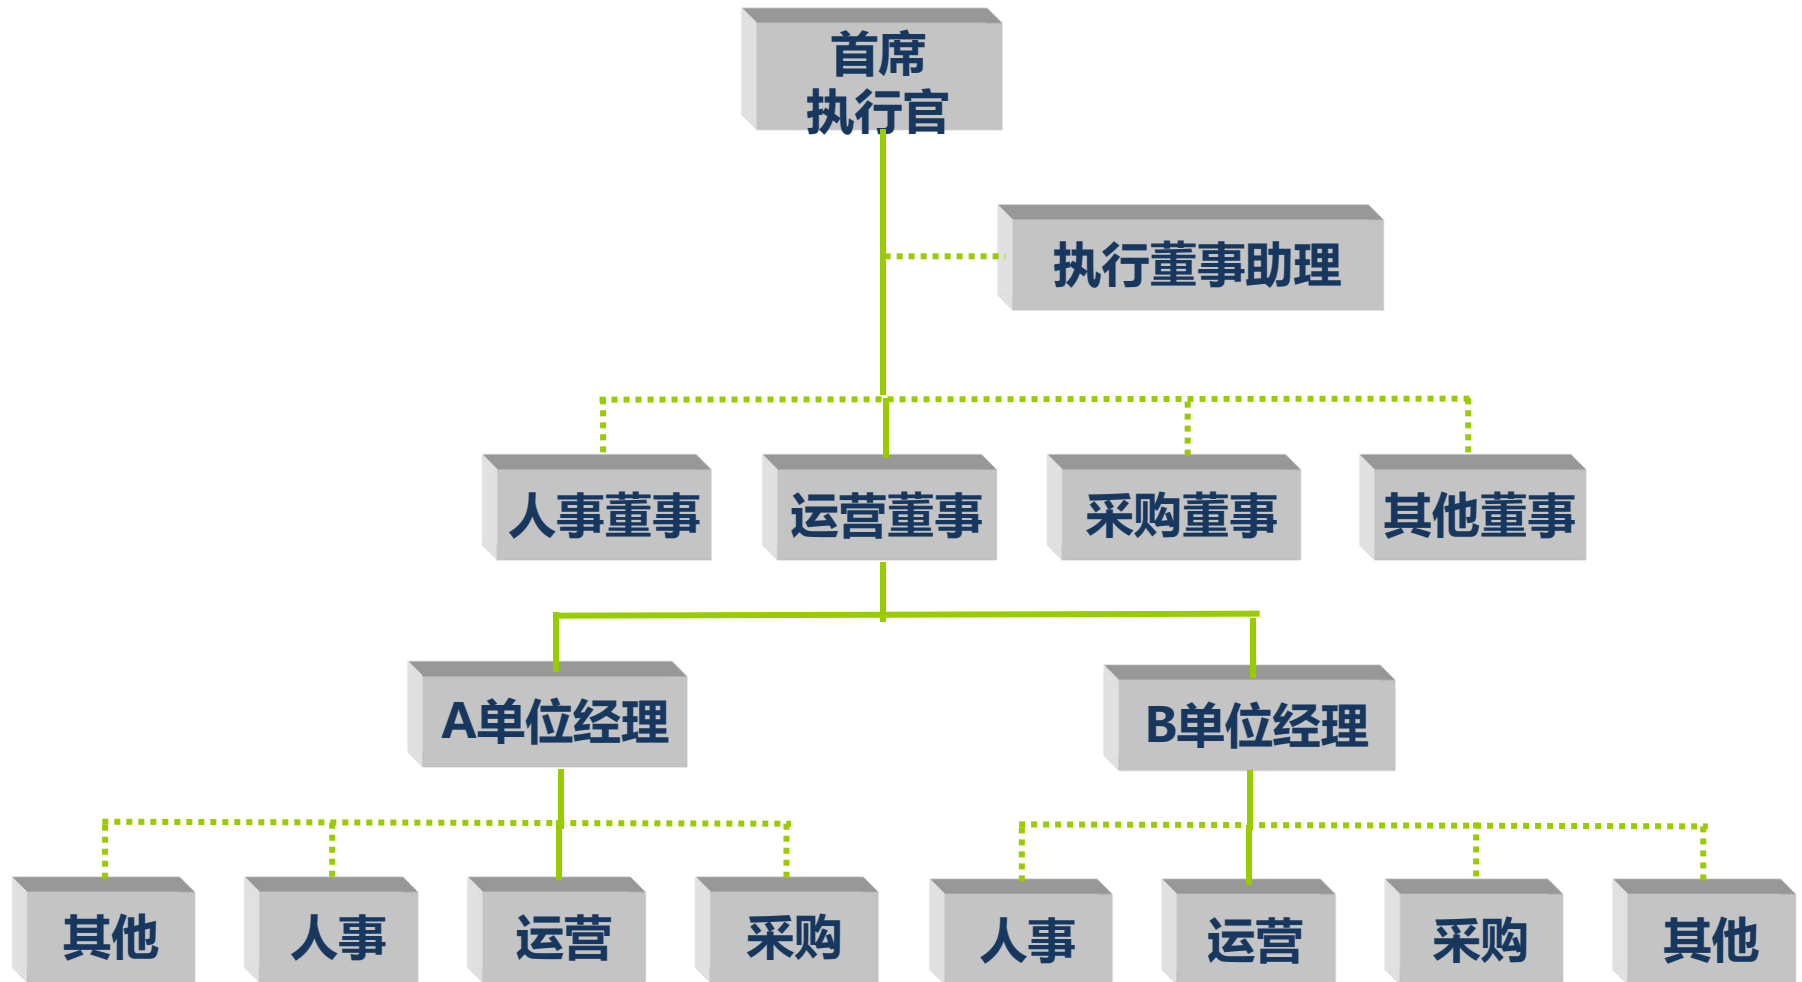 首席
执行官
执行董事助理
人事董事
运营董事
采购董事
其他董事
A单位经理
B单位经理
其他
人事
运营
采购
人事
运营
采购
其他